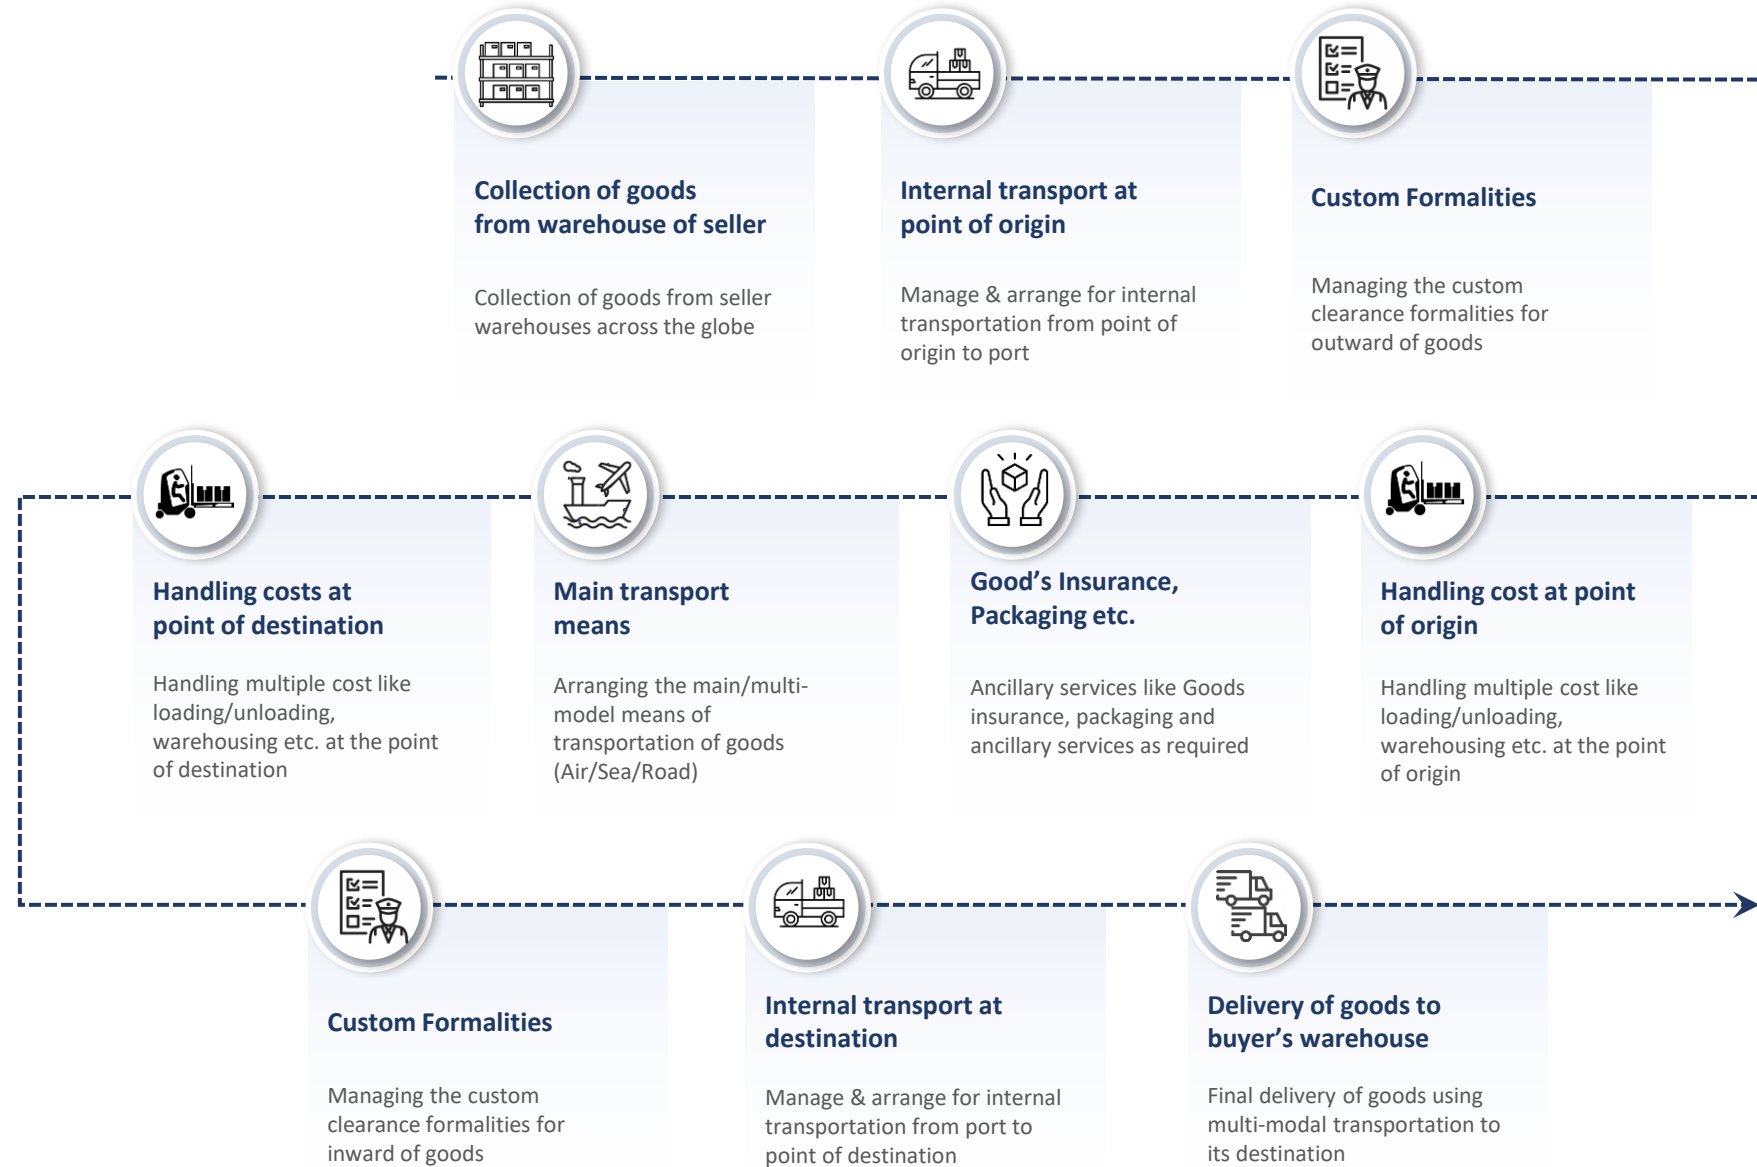 Collection of goods
from warehouse of seller
Collection of goods from seller
warehouses across the globe
Internal transport at
point of origin
Manage & arrange for internal
transportation from point of
origin to port
Custom Formalities
Managing the custom
clearance formalities for
outward of goods
Handling costs at
point of destination
Handling multiple cost like
loading/unloading,
warehousing etc. at the point
of destination
Main transport
means
Arranging the main/multi-
model means of
transportation of goods
(Air/Sea/Road)
Good’s Insurance,
Packaging etc.
Ancillary services like Goods
insurance, packaging and
ancillary services as required
Handling cost at point
of origin
Handling multiple cost like
loading/unloading,
warehousing etc. at the point
of origin
Custom Formalities
Managing the custom
clearance formalities for
inward of goods
Internal transport at
destination
Manage & arrange for internal
transportation from port to
point of destination
Delivery of goods to
buyer’s warehouse
Final delivery of goods using
multi-modal transportation to
its destination